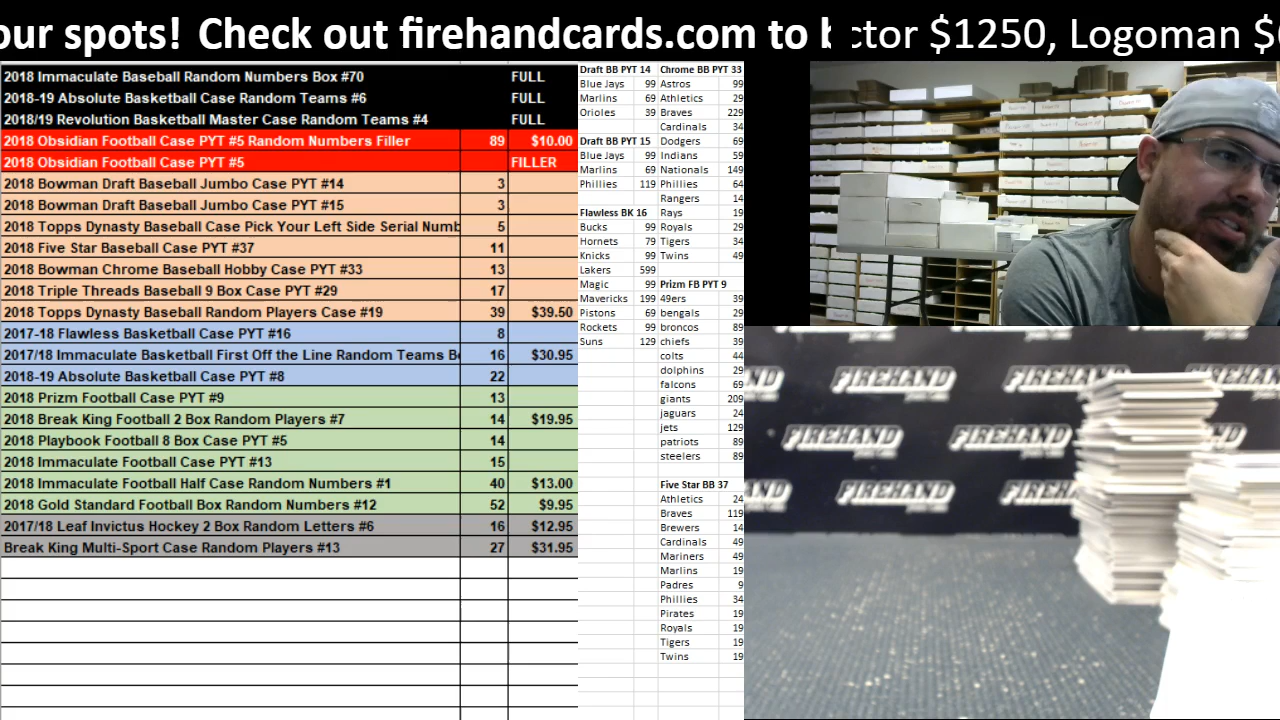 our spots! Check out firehandcards.com to b
ctor $1250, Logoman $
2018 Immaculate Baseball Random Numbers Box #70 FULL
2018-19 Absolute Basketball Case Random Teams #6 FULL
2018/19 Revolution Basketball Master Case Random Teams #4 FULL
2018 Obsidian Football Case PYT #5 Random Numbers Filler 89 $10.00
2018 Obsidian Football Case PYT #5 FILLER
2018 Bowman Draft Baseball Jumbo Case PYT #14 3
2018 Bowman Draft Baseball Jumbo Case PYT #15 3
2018 Topps Dynasty Baseball Case Pick Your Left Side Serial Numb 5
2018 Five Star Baseball Case PYT #37 11
2018 Bowman Chrome Baseball Hobby Case PYT #33 13
2018 Triple Threads Baseball 9 Box Case PYT #29 17
2018 Topps Dynasty Baseball Random Players Case #19 39 $39.50
2017-18 Flawless Basketball Case PYT #16 8
2017/18 Immaculate Basketball First Off the Line Random Teams B 16 $30.95
2018-19 Absolute Basketball Case PYT #8 22
2018 Prizm Football Case PYT #9 13
2018 Break King Football 2 Box Random Players #7 14 $19.95
2018 Playbook Football 8 Box Case PYT #5 14
2018 Immaculate Football Case PYT #13 15
2018 Immaculate Football Half Case Random Numbers #1 40 $13.00
2018 Gold Standard Football Box Random Numbers #12 52 $9.95
2017/18 Leaf Invictus Hockey 2 Box Random Letters #6 16 $12.95
Break King Multi-Sport Case Random Players #13 27 $31.95
Draft BB PYT 14
Blue Jays 99
Marlins 69
Orioles 39
Draft BB PYT 15
Blue Jays 99
Marlins 69
Phillies 119
Flawless BK 16
Bucks 99
Hornets 79
Knicks 99
Lakers 599
Magic 99
Mavericks 199
Pistons 69
Rockets 99
Suns 129
Chrome BB PYT 33
Astros 99
Athletics 29
Braves 229
Cardinals 34
Dodgers 69
Indians 59
Nationals 149
Phillies 64
Rangers 14
Rays 19
Royals 29
Tigers 34
Twins 49
Prizm FB PYT 9
49ers 39
bengals 29
broncos 89
chiefs 39
colts 44
dolphins 29
falcons 69
giants 209
jaguars 24
jets 129
patriots 89
steelers 89
Five Star BB 37
Athletics 24
Braves 119
Brewers 14
Cardinals 49
Mariners 49
Marlins 19
Padres 9
Phillies 34
Pirates 19
Royals 19
Tigers 19
Twins 19
FIREHAND FIREHAND
FIREHAND FIREHAND
FIREHAND